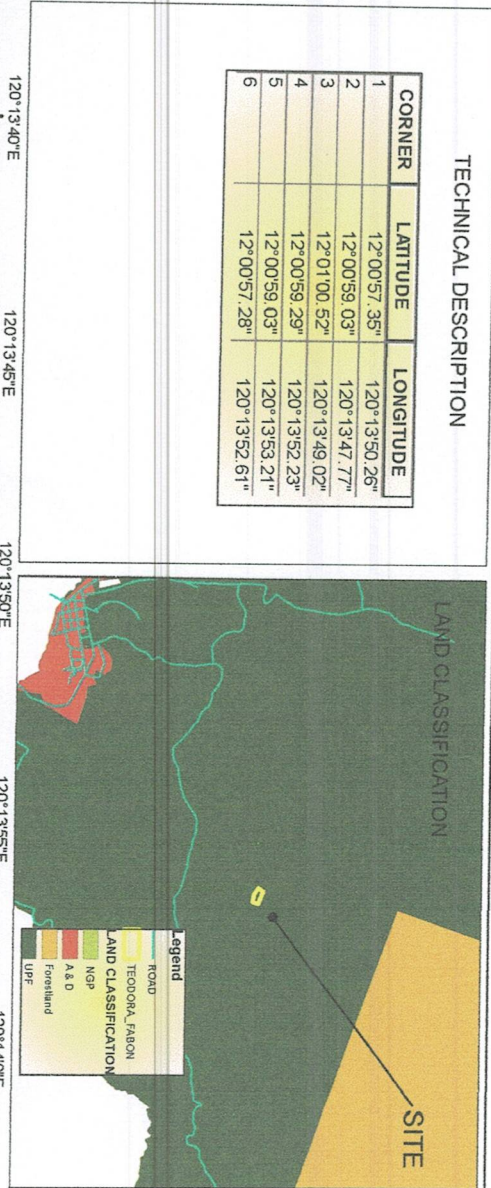 TECHNICAL DESCRIPTION
CORNER LATITUDE LONGITUDE
1 12°00'57.35" 120°13'50.26"
2 12°00'59.03" 120°13'47.77"
3 12°01'00.52" 120°13'49.02"
4 12°00'59.29" 120°13'52.23"
5 12°00'59.03" 120°13'53.21"
6 12°00'57.28" 120°13'52.61"
LAND CLASSIFICATION
SITE
Legend
ROAD
TEODORA_FABON
LAND CLASSIFICATION
NGP
A & D
Forestland
UPF
120°13'40"E 120°13'45"E 120°13'50"E 120°13'55"E 120°14'0"E